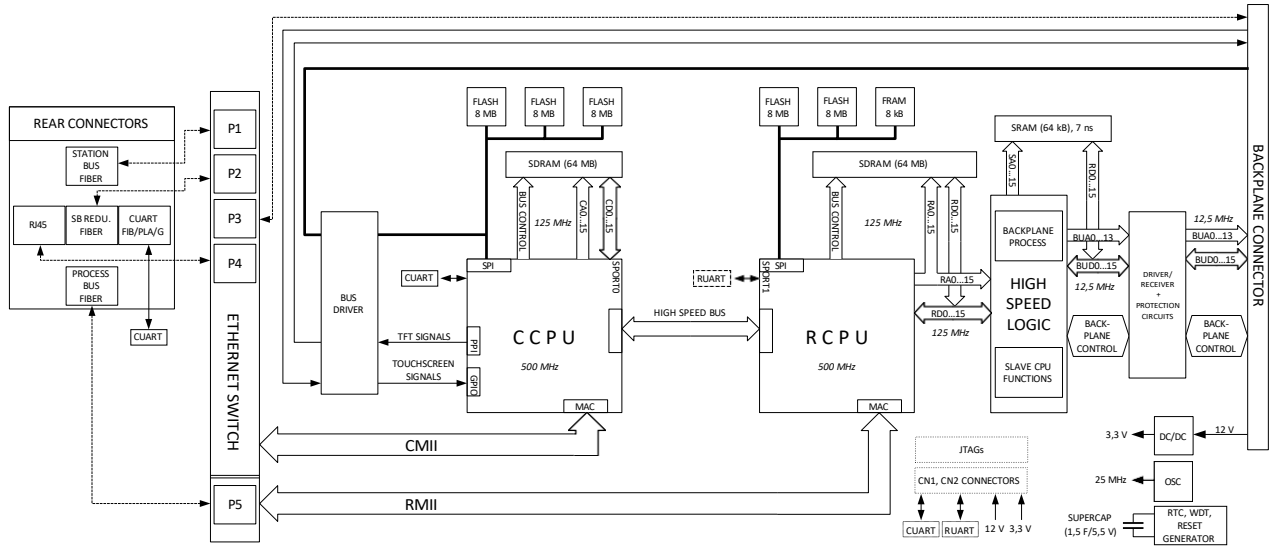 REAR CONNECTORS
STATION
BUS
FIBER
RJ45
SB REDU.
FIBER
CUART
FIB/PLA/G
PROCESS
BUS
FIBER
CUART
P1
P2
P3
P4
ETHERNET SWITCH
P5
BUS
DRIVER
FLASH
8 MB
FLASH
8 MB
FLASH
8 MB
SDRAM (64 MB)
BUS CONTROL
125 MHz
CA0...15
CD0...15
CUART
SPI
SPORT0
CCPU
500 MHz
PPI
GPIO
MAC
TFT SIGNALS
TOUCHSCREEN
SIGNALS
HIGH SPEED BUS
CMII
RMII
FLASH
8 MB
FLASH
8 MB
FRAM
8 kB
SDRAM (64 MB)
BUS CONTROL
125 MHz
RA0...15
RD0...15
RUART
SPORT1
SPI
RCPU
500 MHz
MAC
RA0...15
RD0...15
125 MHz
SRAM (64 kB), 7 ns
SA0...15
RD0...15
BACKPLANE
PROCESS
HIGH
SPEED
LOGIC
SLAVE CPU
FUNCTIONS
BUA0...13
BUD0...15
12,5 MHz
BACK-
PLANE
CONTROL
DRIVER/
RECEIVER
+
PROTECTION
CIRCUITS
12,5 MHz
BUA0...13
BUD0...15
BACK-
PLANE
CONTROL
BACKPLANE CONNECTOR
JTAGs
CN1, CN2 CONNECTORS
CUART
RUART
12 V
3,3 V
3,3 V
DC/DC
12 V
25 MHz
OSC
SUPERCAP
(1,5 F/5,5 V)
RTC, WDT,
RESET
GENERATOR